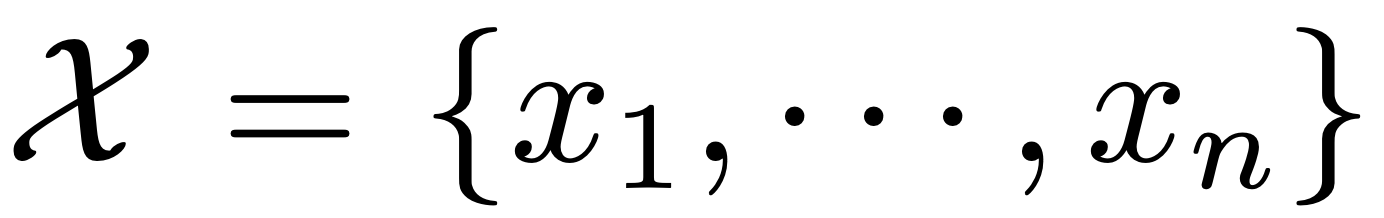 𝒳 = {x₁, ⋯ , xₙ}